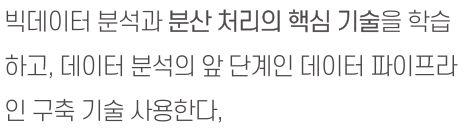 빅데이터 분석과 분산 처리의 핵심 기술을 학습
하고, 데이터 분석의 앞 단계인 데이터 파이프라
인 구축 기술 사용한다,